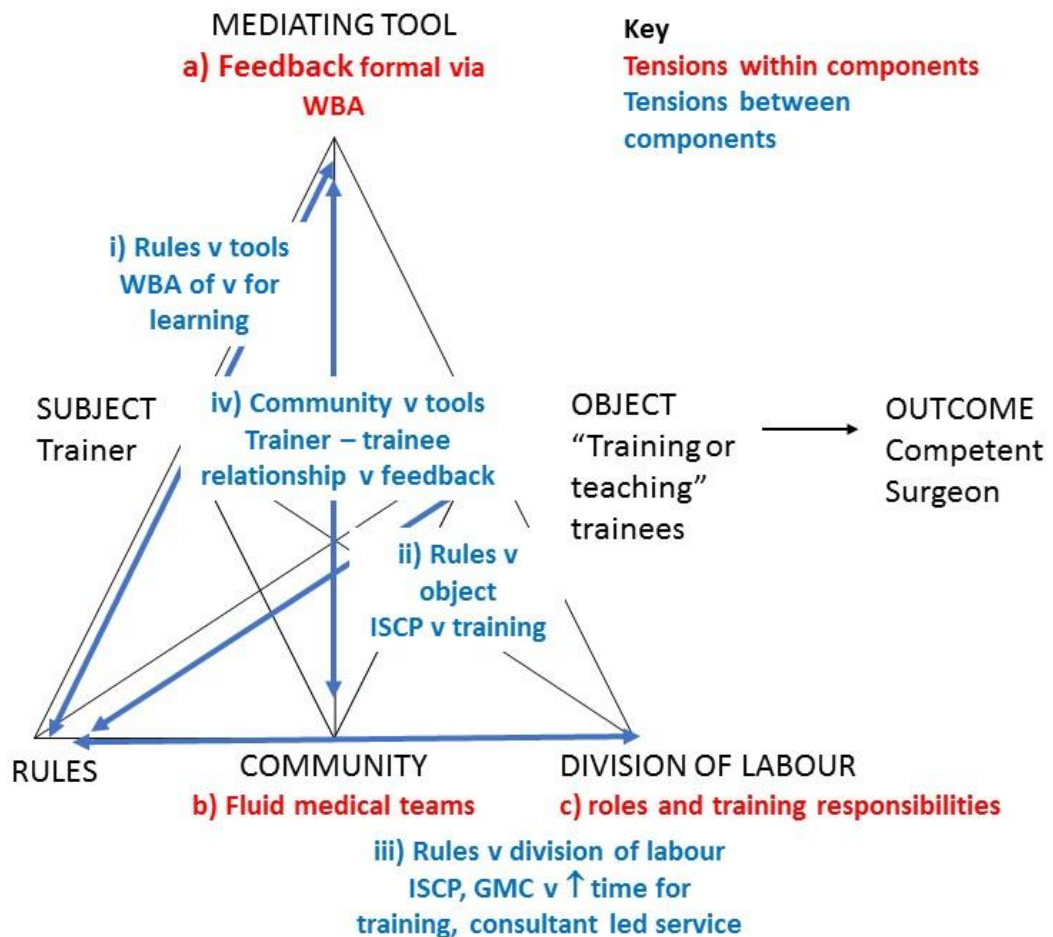 MEDIATING TOOL
a) Feedback formal via
WBA
Key
Tensions within components
Tensions between
components
i) Rules v tools
WBA of v for
learning
SUBJECT
Trainer
iv) Community v tools
Trainer – trainee
relationship v feedback
OBJECT
“Training or
teaching”
trainees
OUTCOME
Competent
Surgeon
ii) Rules v
object
ISCP v training
RULES
COMMUNITY
b) Fluid medical teams
DIVISION OF LABOUR
c) roles and training responsibilities
iii) Rules v division of labour
ISCP, GMC v ↑ time for
training, consultant led service